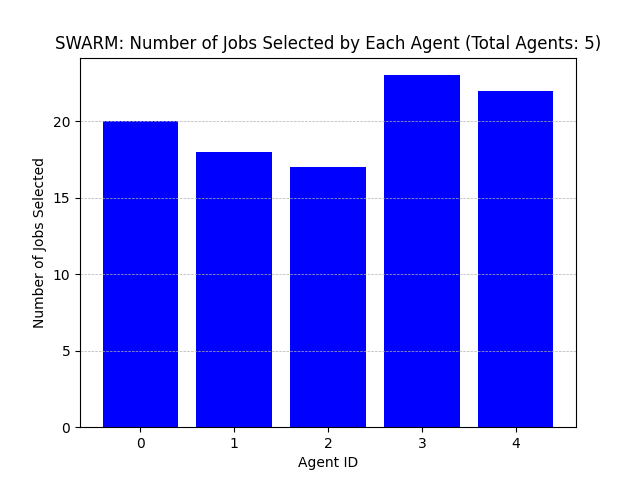 SWARM: Number of Jobs Selected by Each Agent (Total Agents: 5)
Number of Jobs Selected
20
15
10
5
0
0 1 2 3 4
Agent ID